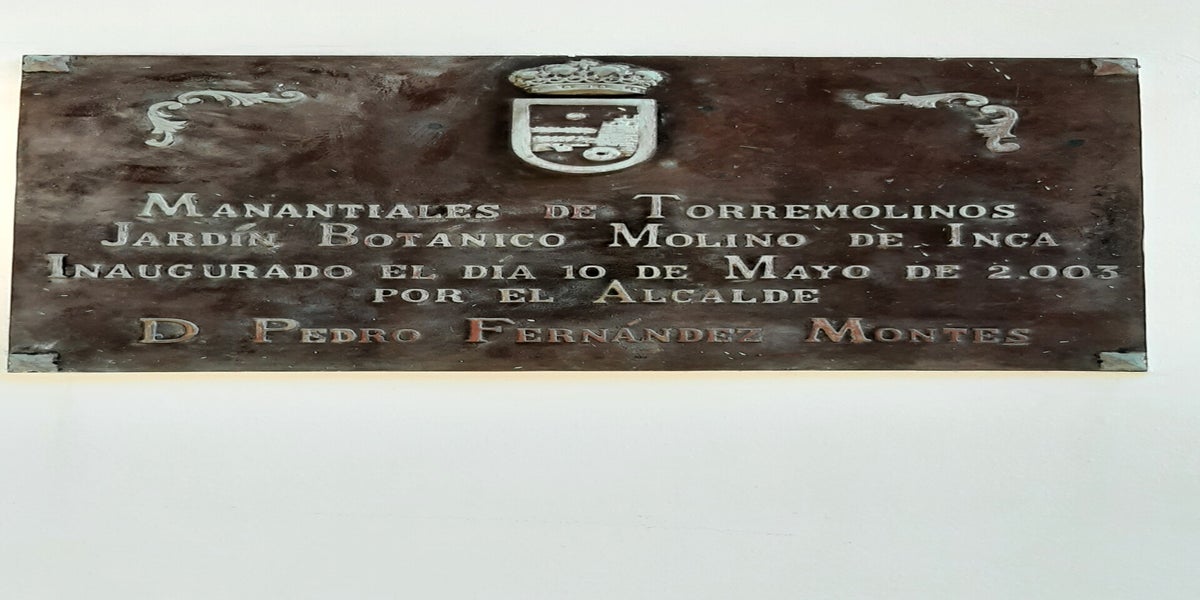 Manantiales de Torremolinos
Jardín Botanico Molino de Inca
Inaugurado el día 10 de Mayo de 2.003
por el Alcalde
D Pedro Fernández Montes